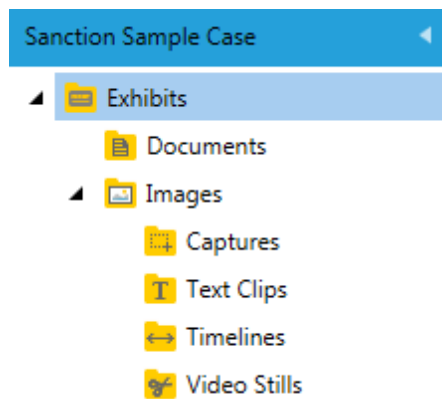 Sanction Sample Case
Exhibits
Documents
Images
Captures
Text Clips
Timelines
Video Stills